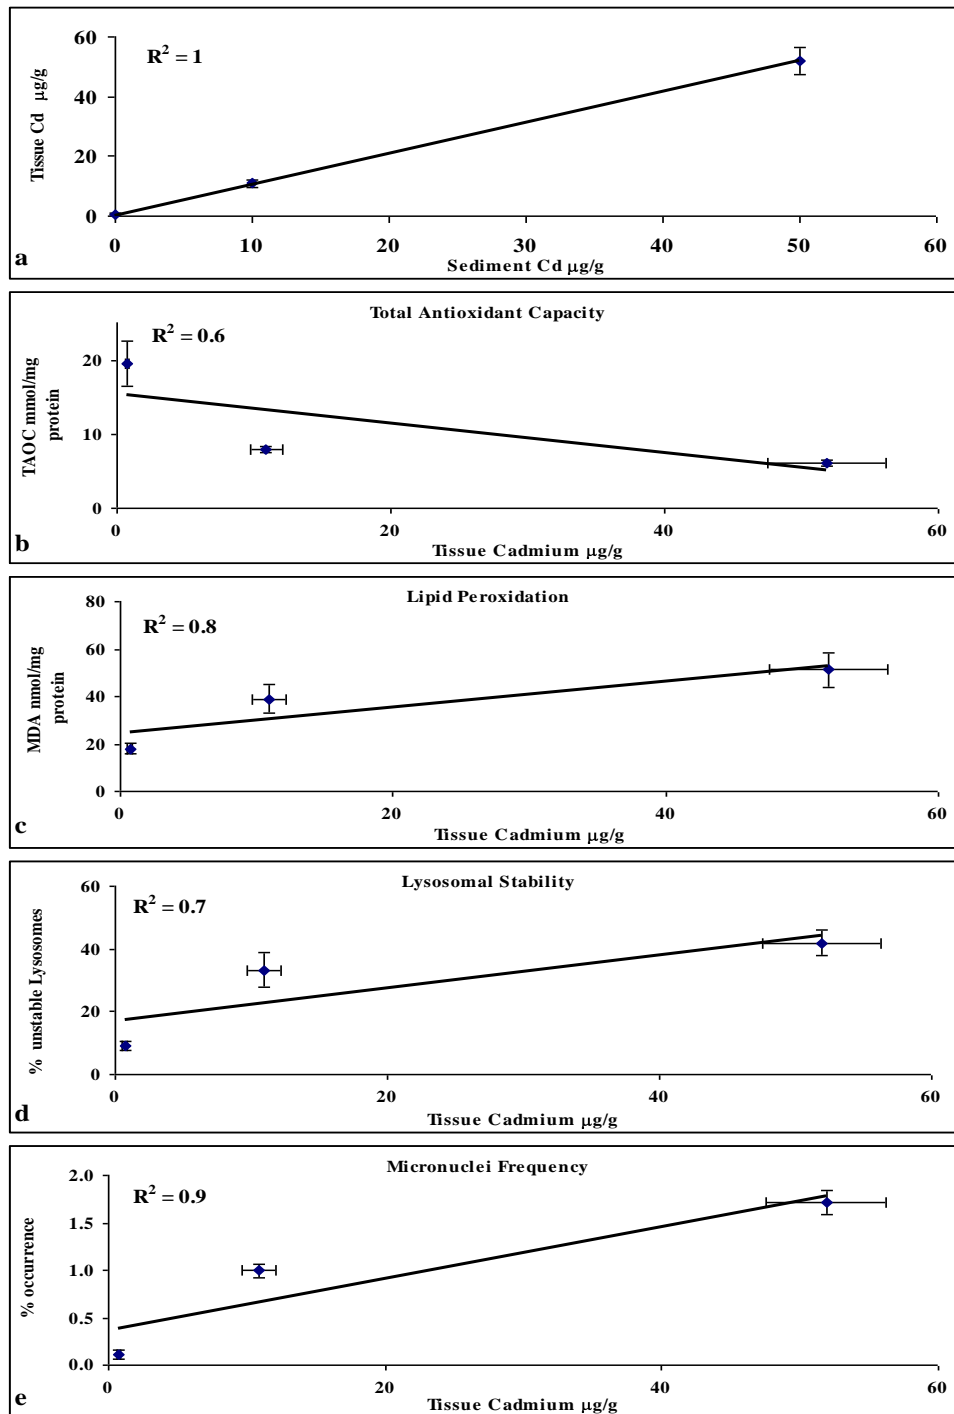 60
R² = 1
Tissue Cd µg/g
40
20
0
0 10 20 30 40 50 60
a
Sediment Cd µg/g
Total Antioxidant Capacity
R² = 0.6
TAOC mmol/mg
protein
20
10
0
0 20 40 60
b
Tissue Cadmium µg/g
Lipid Peroxidation
80
R² = 0.8
MDA nmol/mg
protein
60
40
20
0
0 20 40 60
c
Tissue Cadmium µg/g
Lysosomal Stability
60
R² = 0.7
% unstable Lysosomes
40
20
0
0 20 40 60
d
Tissue Cadmium µg/g
Micronuclei Frequency
2.0
R² = 0.9
% occurrence
1.5
1.0
0.5
0.0
0 20 40 60
e
Tissue Cadmium µg/g